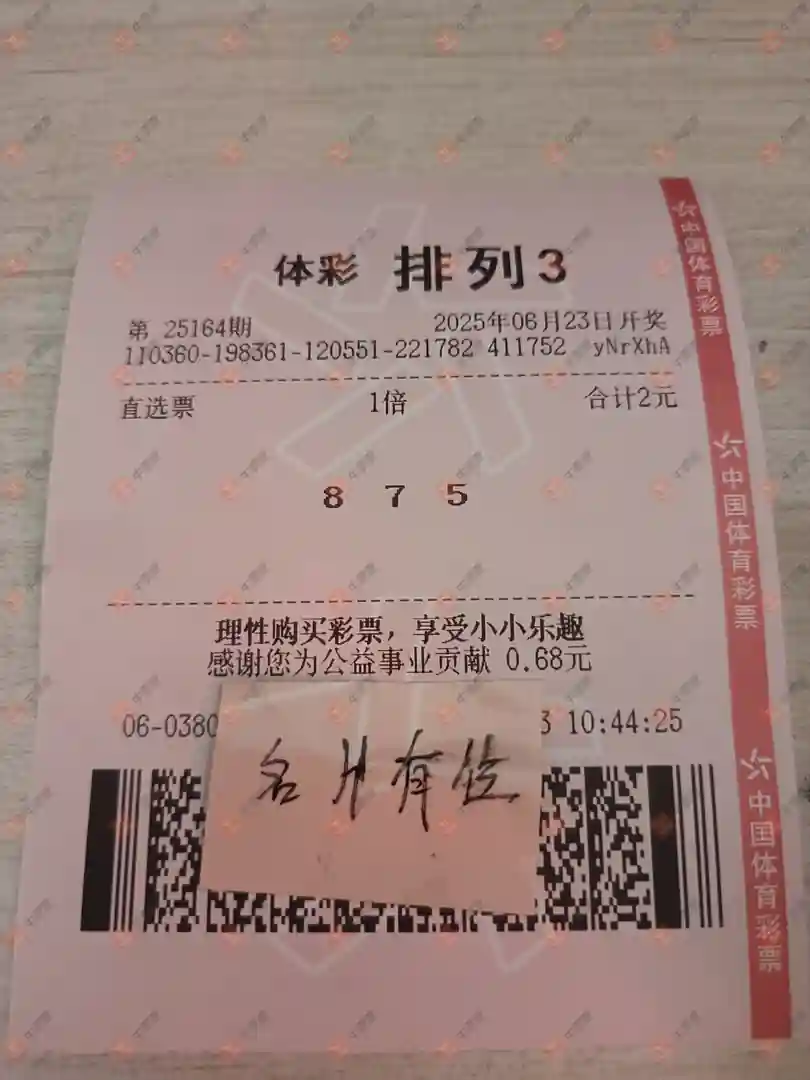 体彩 排列3
第 25164期 2025年06月23日开奖
110360-198361-120551-221782 411752 yNrXhA
直选票 1倍 合计2元
8 7 5
理性购买彩票，享受小小乐趣
感谢您为公益事业贡献 0.68元
06-0380 3 10:44:25
名片有位
中国体育彩票
中国体育彩票
中国体育彩票